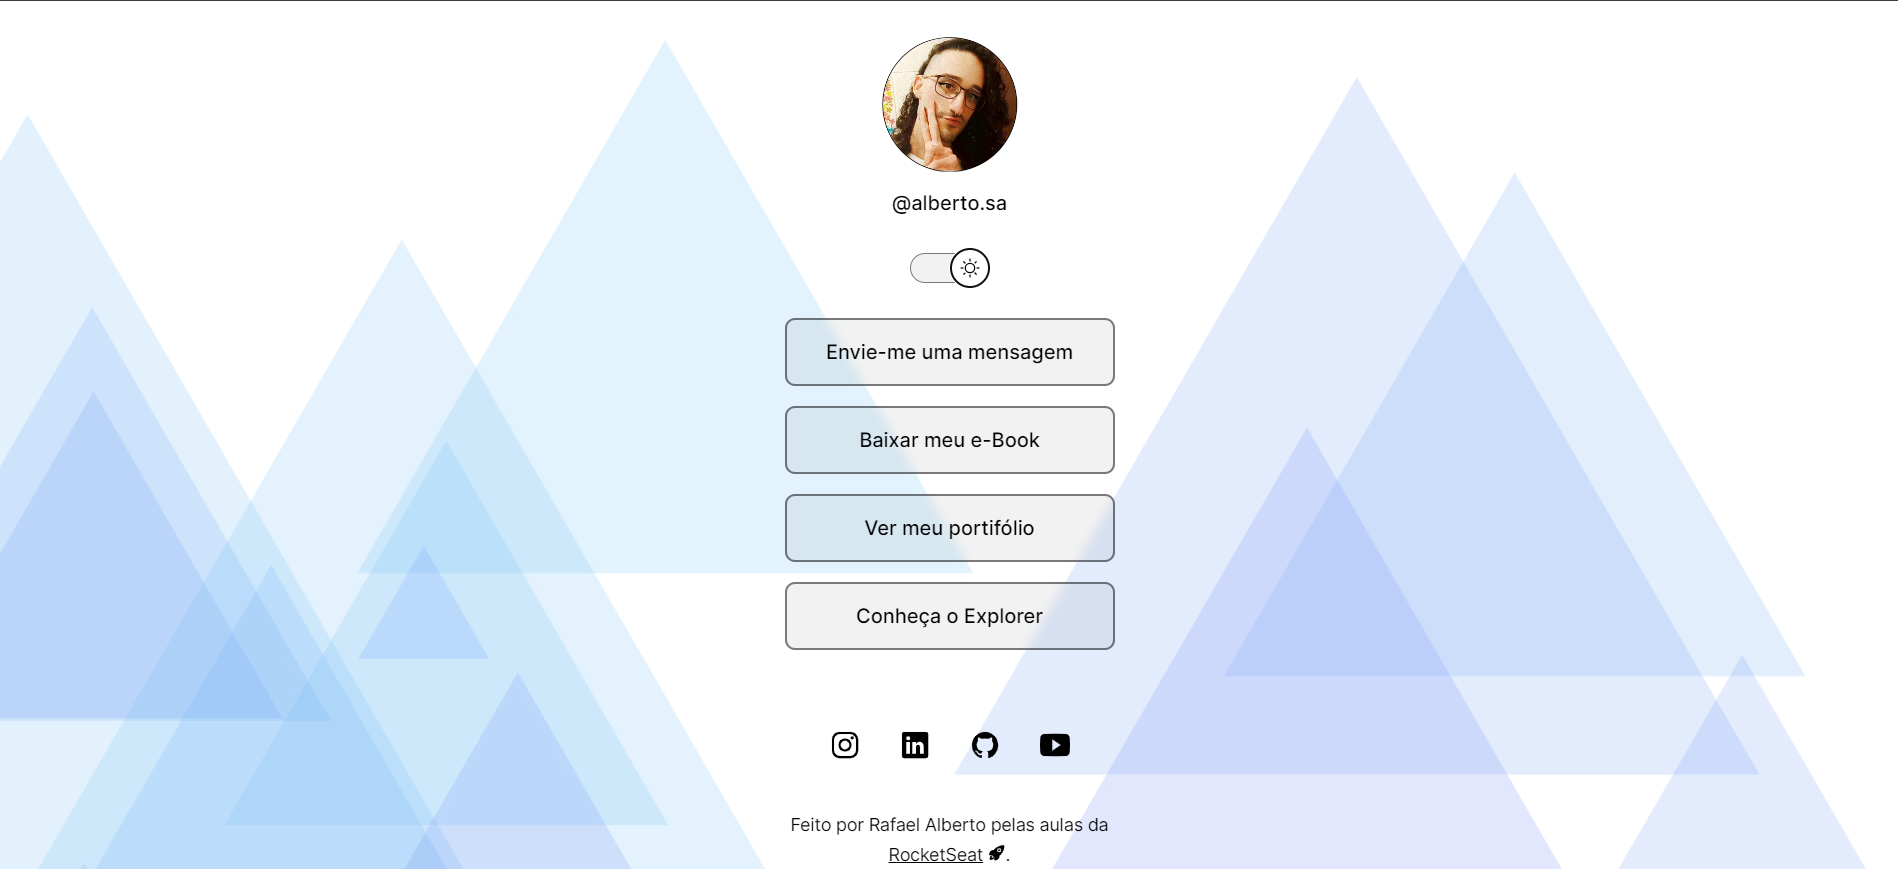 @alberto.sa
Envie-me uma mensagem
Baixar meu e-Book
Ver meu portifólio
Conheça o Explorer
Feito por Rafael Alberto pelas aulas da
RocketSeat .